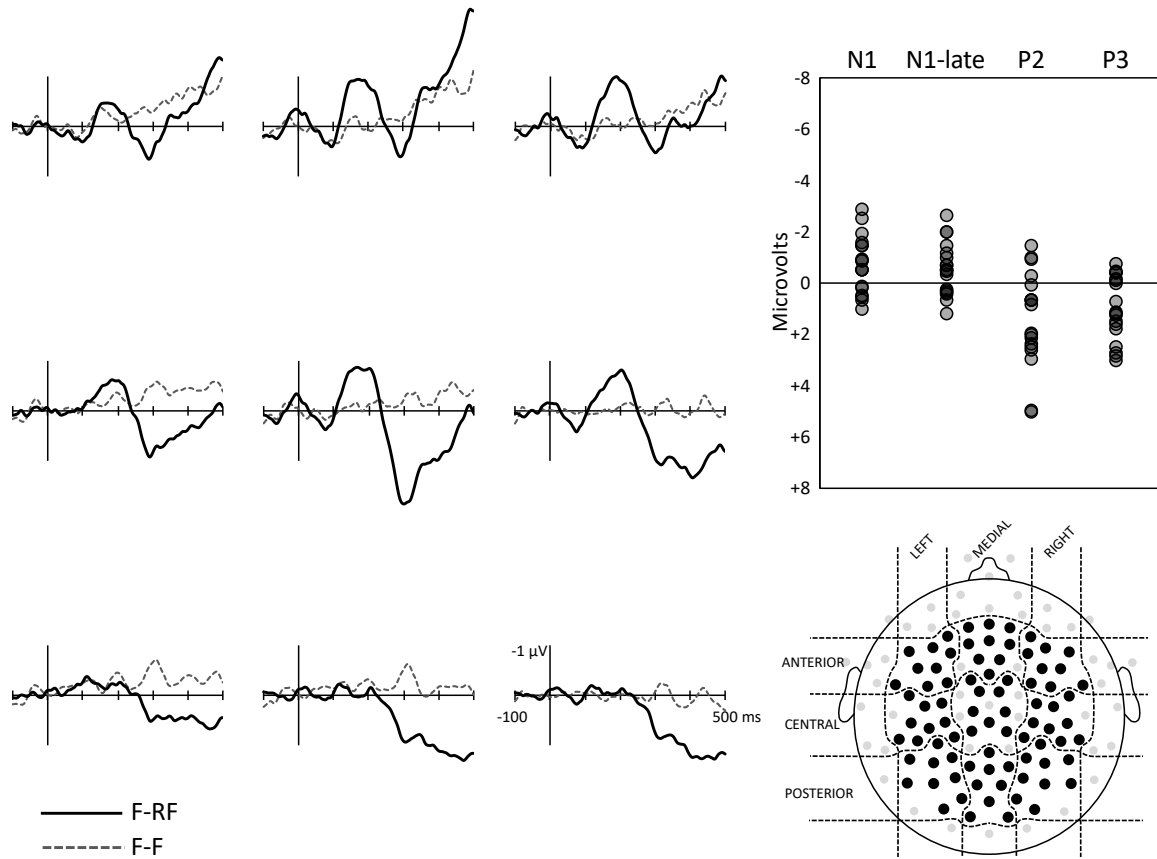 N1 N1-late P2 P3
-8
-6
-4
-2
0
+2
+4
+6
+8
Microvolts
-1 µV
-100
500 ms
F-RF
F-F
LEFT
MEDIAL
RIGHT
ANTERIOR
CENTRAL
POSTERIOR